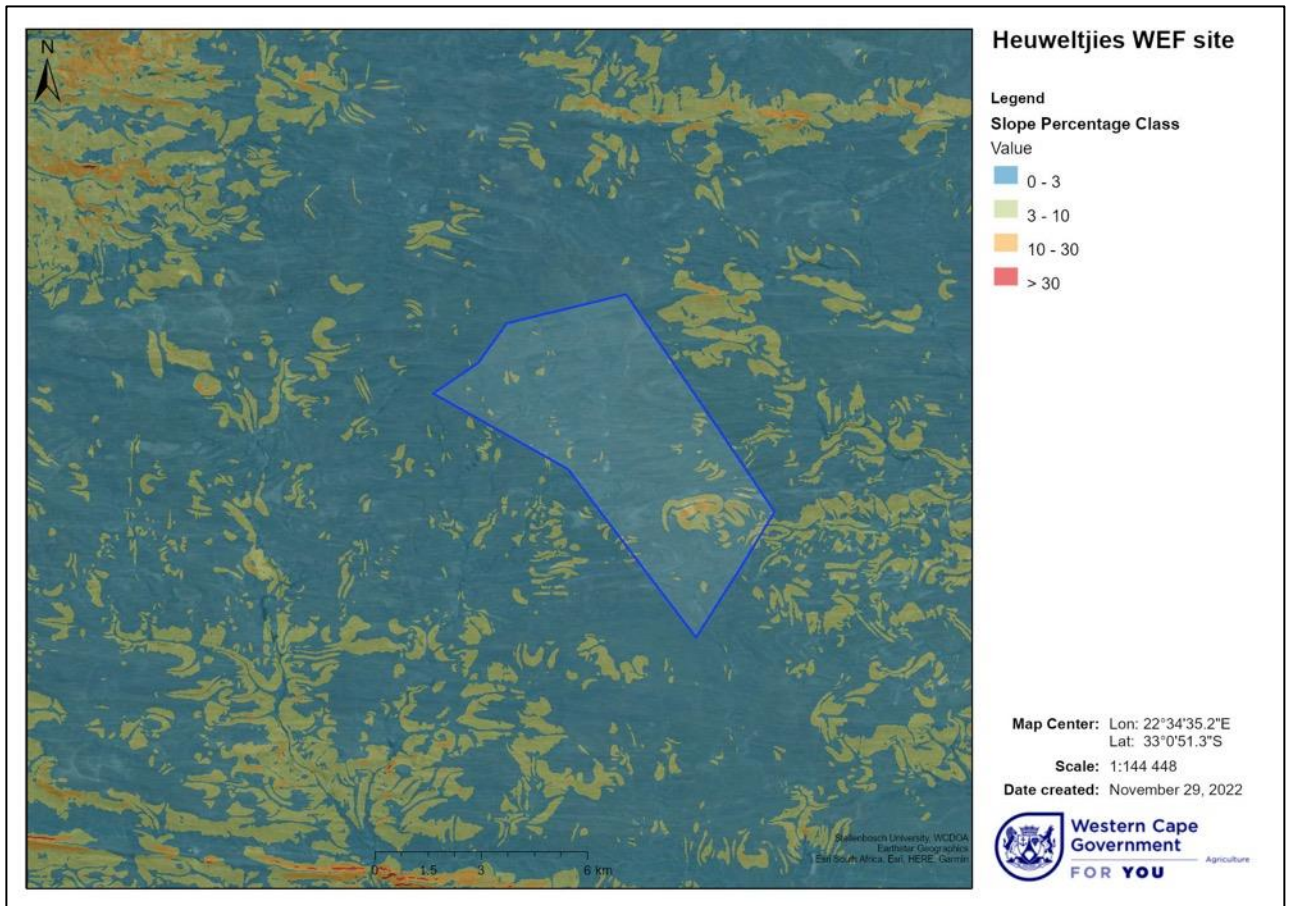 Heuweltjies WEF site
N
Legend
Slope Percentage Class
Value
0 - 3
3 - 10
10 - 30
> 30
Map Center: Lon: 22°34'35.2"E
Lat: 33°0'51.3"S
Scale: 1:144 448
Date created: November 29, 2022
Stellenbosch University, WCDOA
Earthstar Geographics
Esri South Africa, Esri, HERE, Garmin
0 1.5 3 6 km
Western Cape
Government
Agriculture
FOR YOU